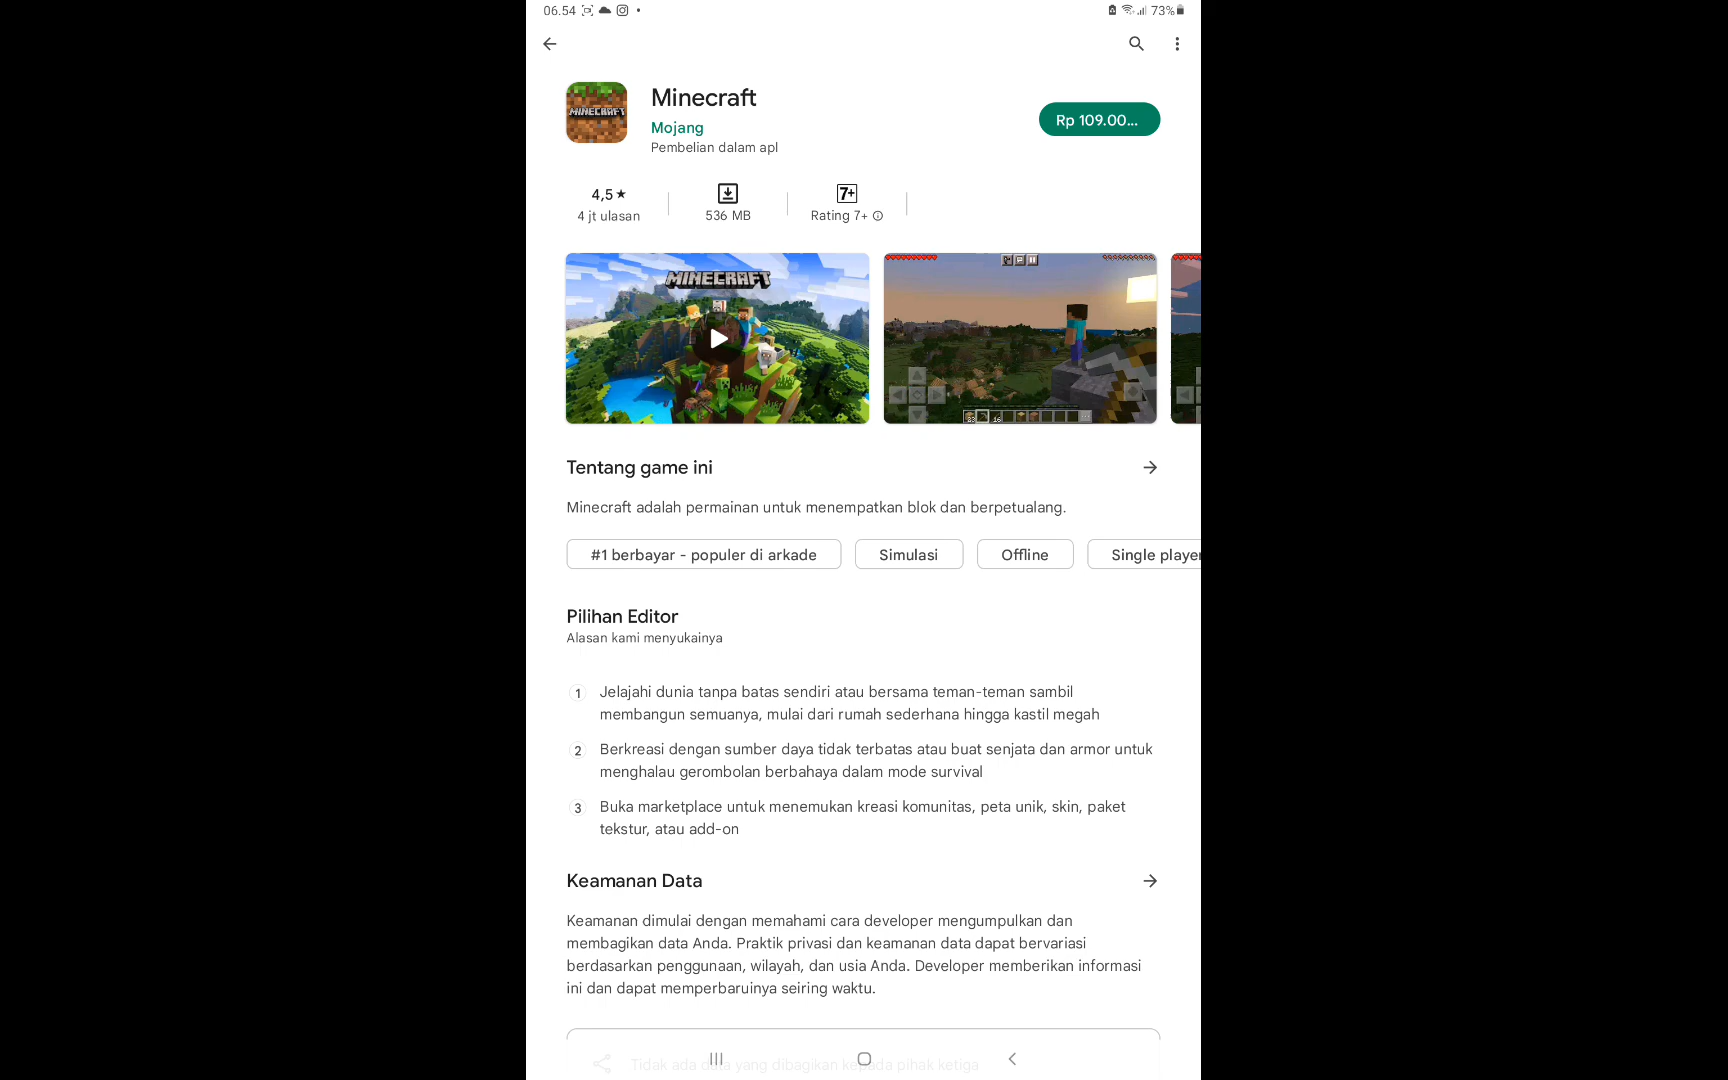 06.54
73%
MINECRAFT
Minecraft
Mojang
Pembelian dalam apl
Rp 109.00...
4,5★
4 jt ulasan
536 MB
7+
Rating 7+
MINECRAFT
23 16
Tentang game ini
Minecraft adalah permainan untuk menempatkan blok dan berpetualang.
#1 berbayar - populer di arkade
Simulasi
Offline
Single player
Pilihan Editor
Alasan kami menyukainya
1 Jelajahi dunia tanpa batas sendiri atau bersama teman-teman sambil
membangun semuanya, mulai dari rumah sederhana hingga kastil megah
2 Berkreasi dengan sumber daya tidak terbatas atau buat senjata dan armor untuk
menghalau gerombolan berbahaya dalam mode survival
3 Buka marketplace untuk menemukan kreasi komunitas, peta unik, skin, paket
tekstur, atau add-on
Keamanan Data
Keamanan dimulai dengan memahami cara developer mengumpulkan dan
membagikan data Anda. Praktik privasi dan keamanan data dapat bervariasi
berdasarkan penggunaan, wilayah, dan usia Anda. Developer memberikan informasi
ini dan dapat memperbaruinya seiring waktu.
Tidak ada data yang dibagikan kepada pihak ketiga